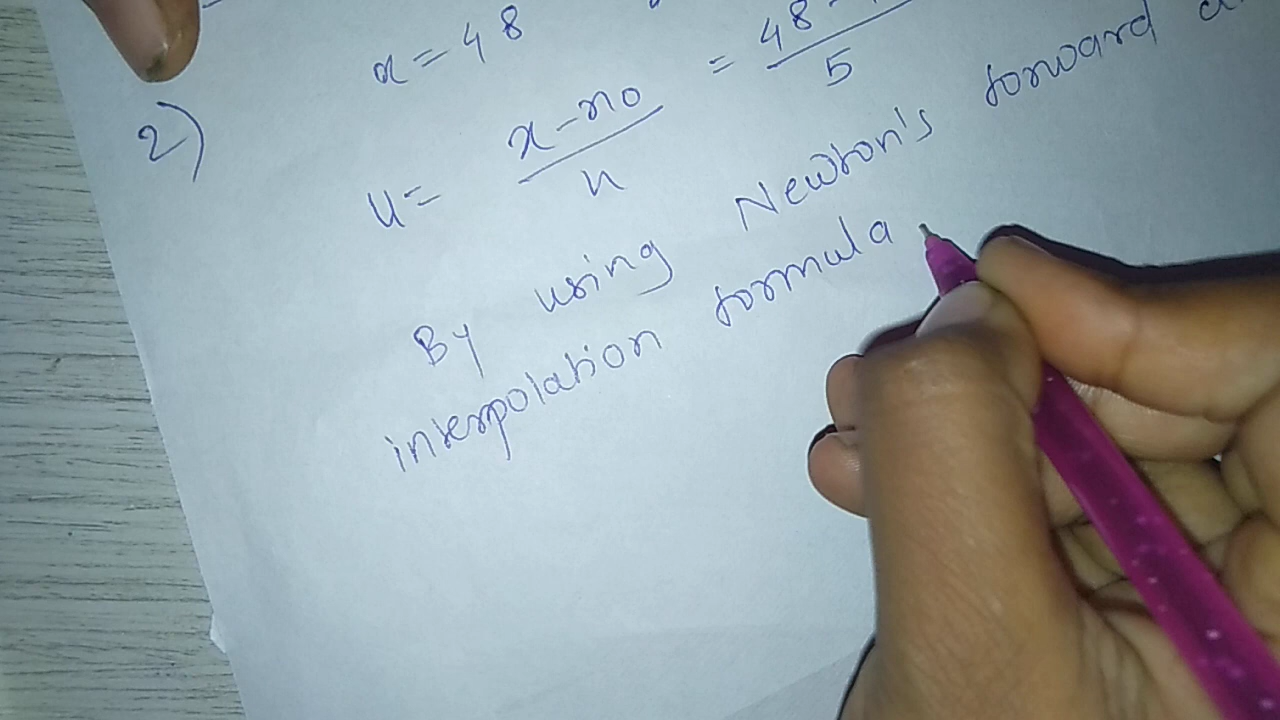 x = 48
2)
u = x - x0 / h = 48 - / 5
By using Newton's forward
interpolation formula